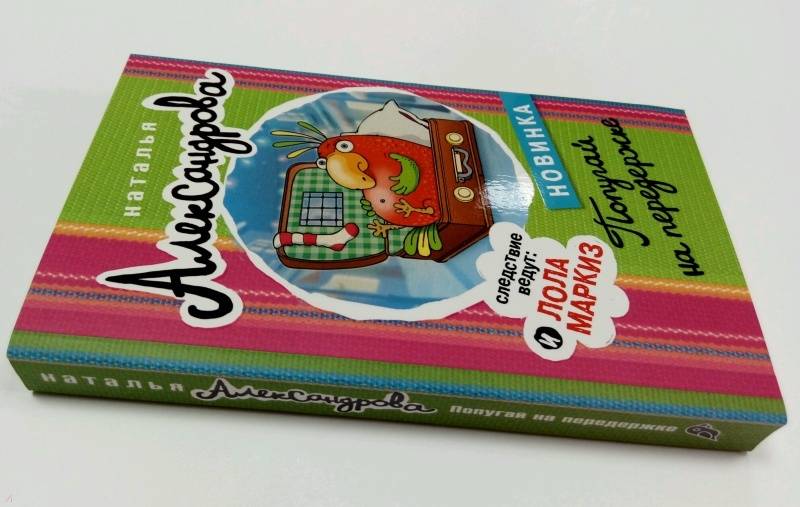 наталья
Александрова
НОВИНКА
Попугай
на передержке
следствие
ведут:
ЛОЛА
и МАРКИЗ
наталья Александрова Попугай на передержке